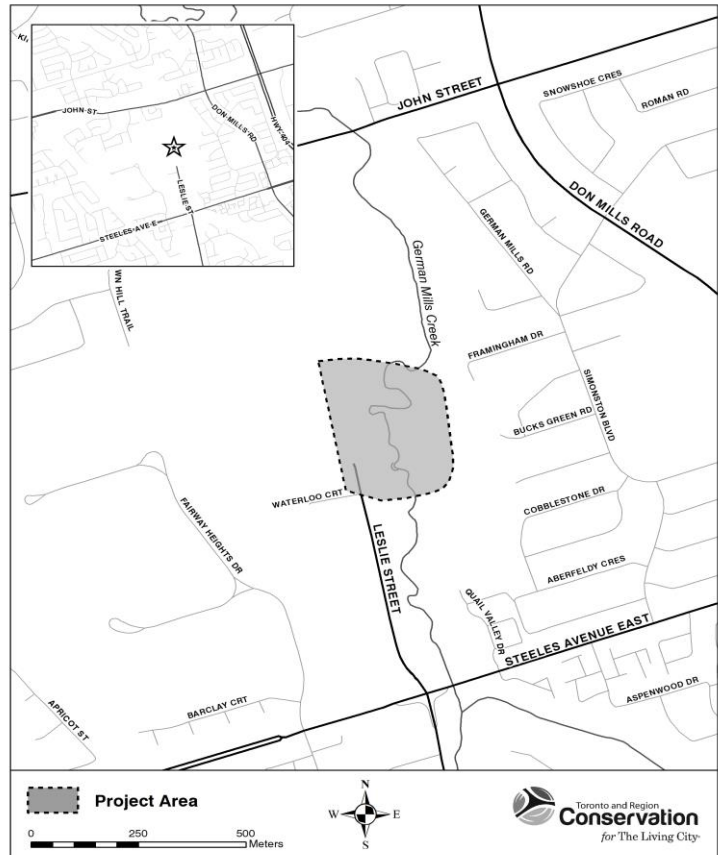 JOHN ST
DON MILLS RD
HWY 404
LESLIE ST
STEELES AVE E
JOHN STREET
SNOWSHOE CRES
ROMAN RD
DON MILLS ROAD
GERMAN MILLS RD
German Mills Creek
WN HILL TRAIL
FRAMINGHAM DR
SIMONSTON BLVD
BUCKS GREEN RD
WATERLOO CRT
COBBLESTONE DR
FAIRWAY HEIGHTS DR
LESLIE STREET
ABERFELDY CRES
QUAIL VALLEY DR
STEELES AVENUE EAST
ASPENWOOD DR
BARCLAY CRT
APRICOT ST
Project Area
0 250 500
Meters
N
W E
S
Toronto and Region
Conservation
for The Living City